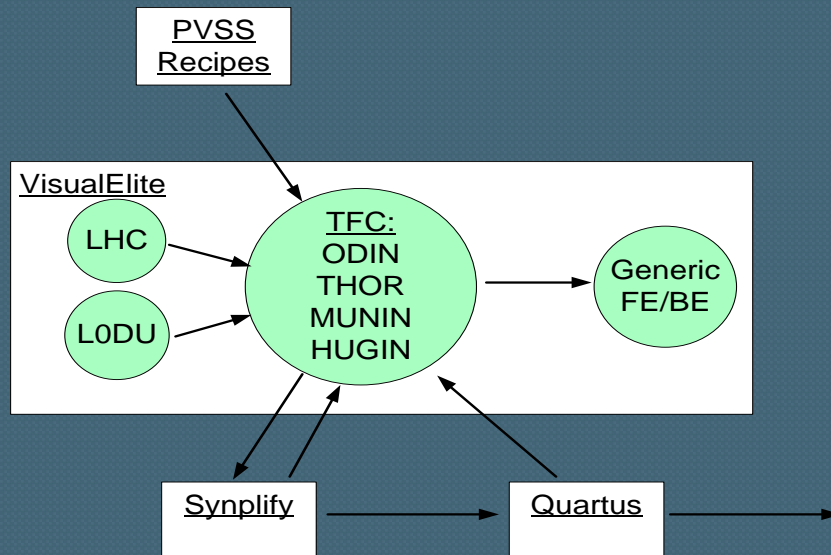 PVSS
Recipes
VisualElite
LHC
L0DU
TFC:
ODIN
THOR
MUNIN
HUGIN
Generic
FE/BE
Synplify
Quartus